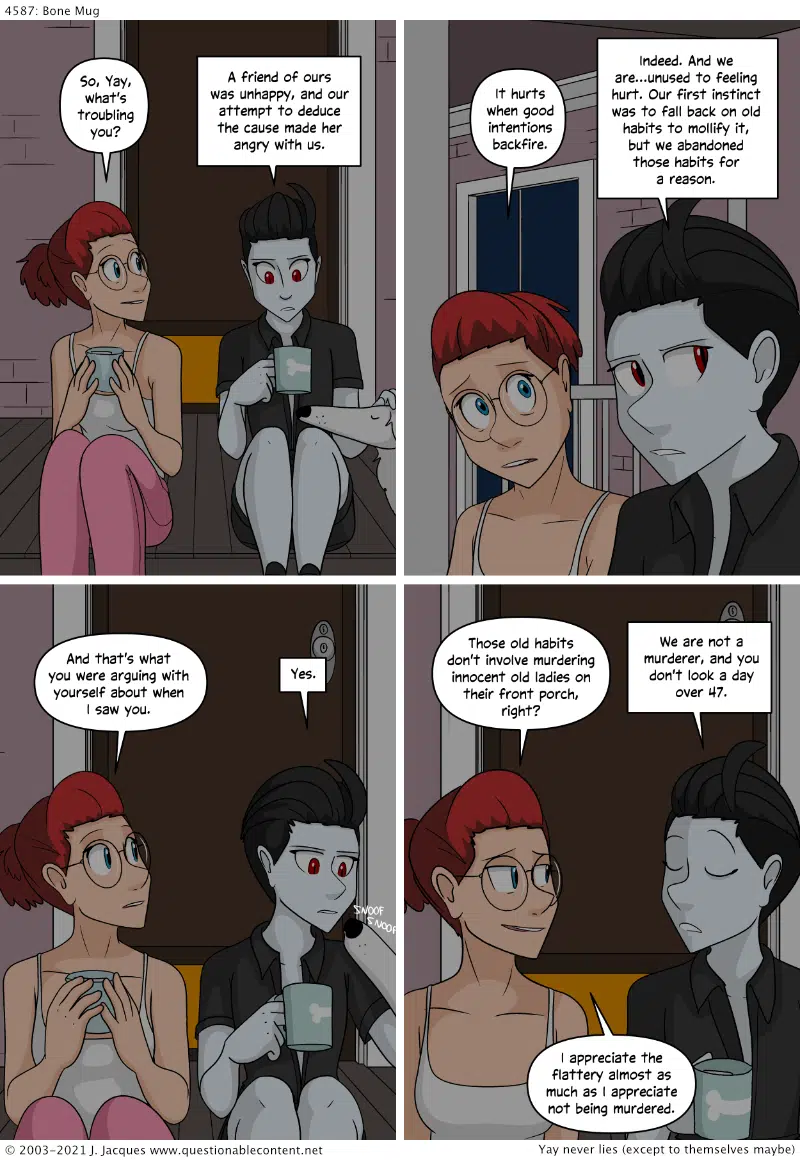 4587: Bone Mug
So, Yay,
what's
troubling
you?
A friend of ours
was unhappy, and our
attempt to deduce
the cause made her
angry with us.
It hurts
when good
intentions
backfire.
Indeed. And we
are...unused to feeling
hurt. Our first instinct
was to fall back on old
habits to mollify it,
but we abandoned
those habits for
a reason.
And that's what
you were arguing with
yourself about when
I saw you.
Yes.
SNOOF
SNOOF
Those old habits
don't involve murdering
innocent old ladies on
their front porch,
right?
We are not a
murderer, and you
don't look a day
over 47.
I appreciate the
flattery almost as
much as I appreciate
not being murdered.
© 2003-2021 J. Jacques www.questionablecontent.net
Yay never lies (except to themselves maybe)